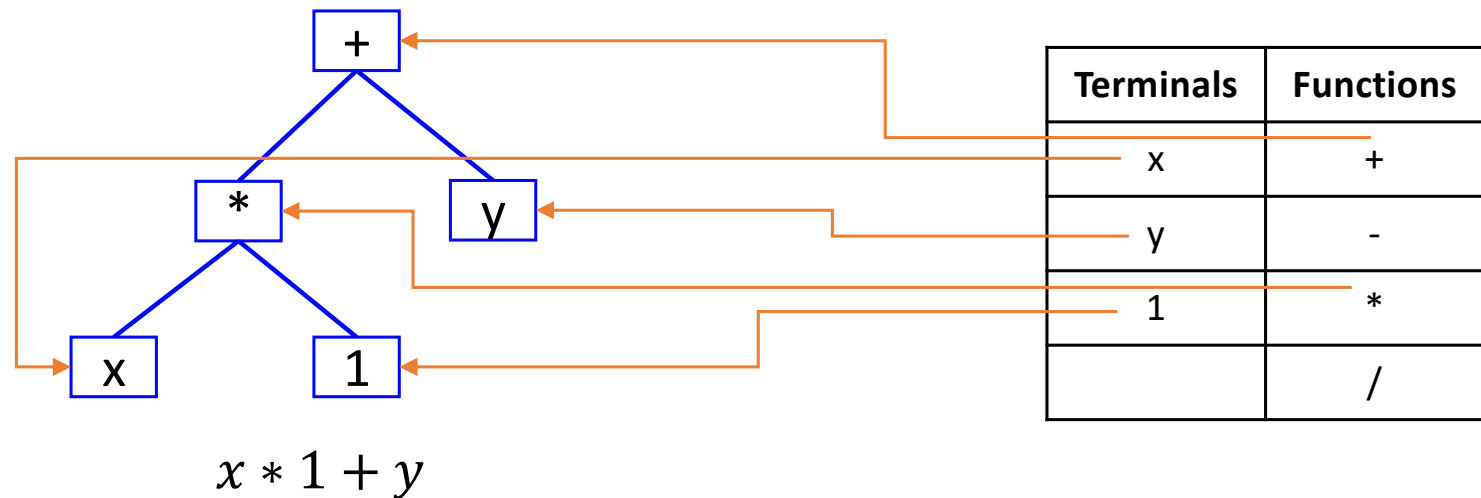 +
Terminals Functions
x +
* y
y -
1 *
x 1
/
x ∗ 1 + y